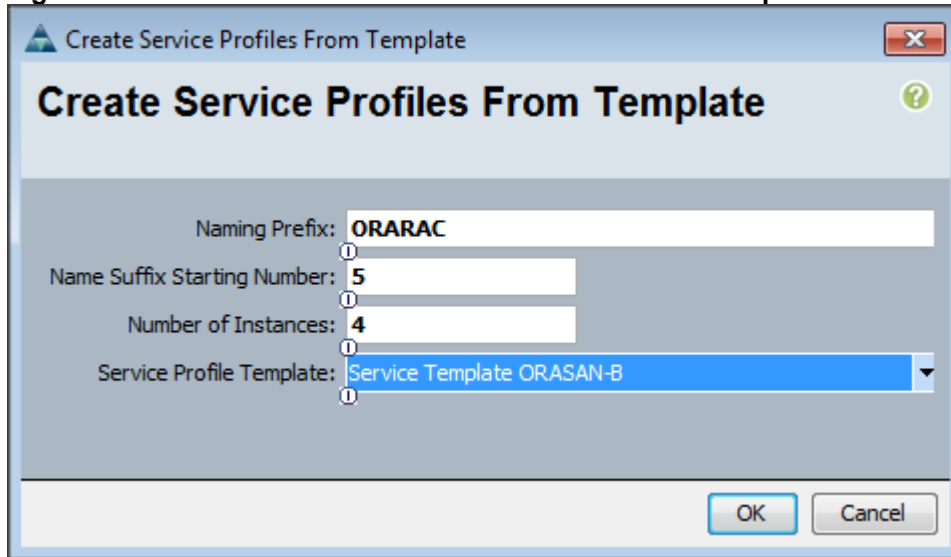 Create Service Profiles From Template
Create Service Profiles From Template
Naming Prefix: ORARAC
Name Suffix Starting Number: 5
Number of Instances: 4
Service Profile Template: Service Template ORASAN-B
OK Cancel